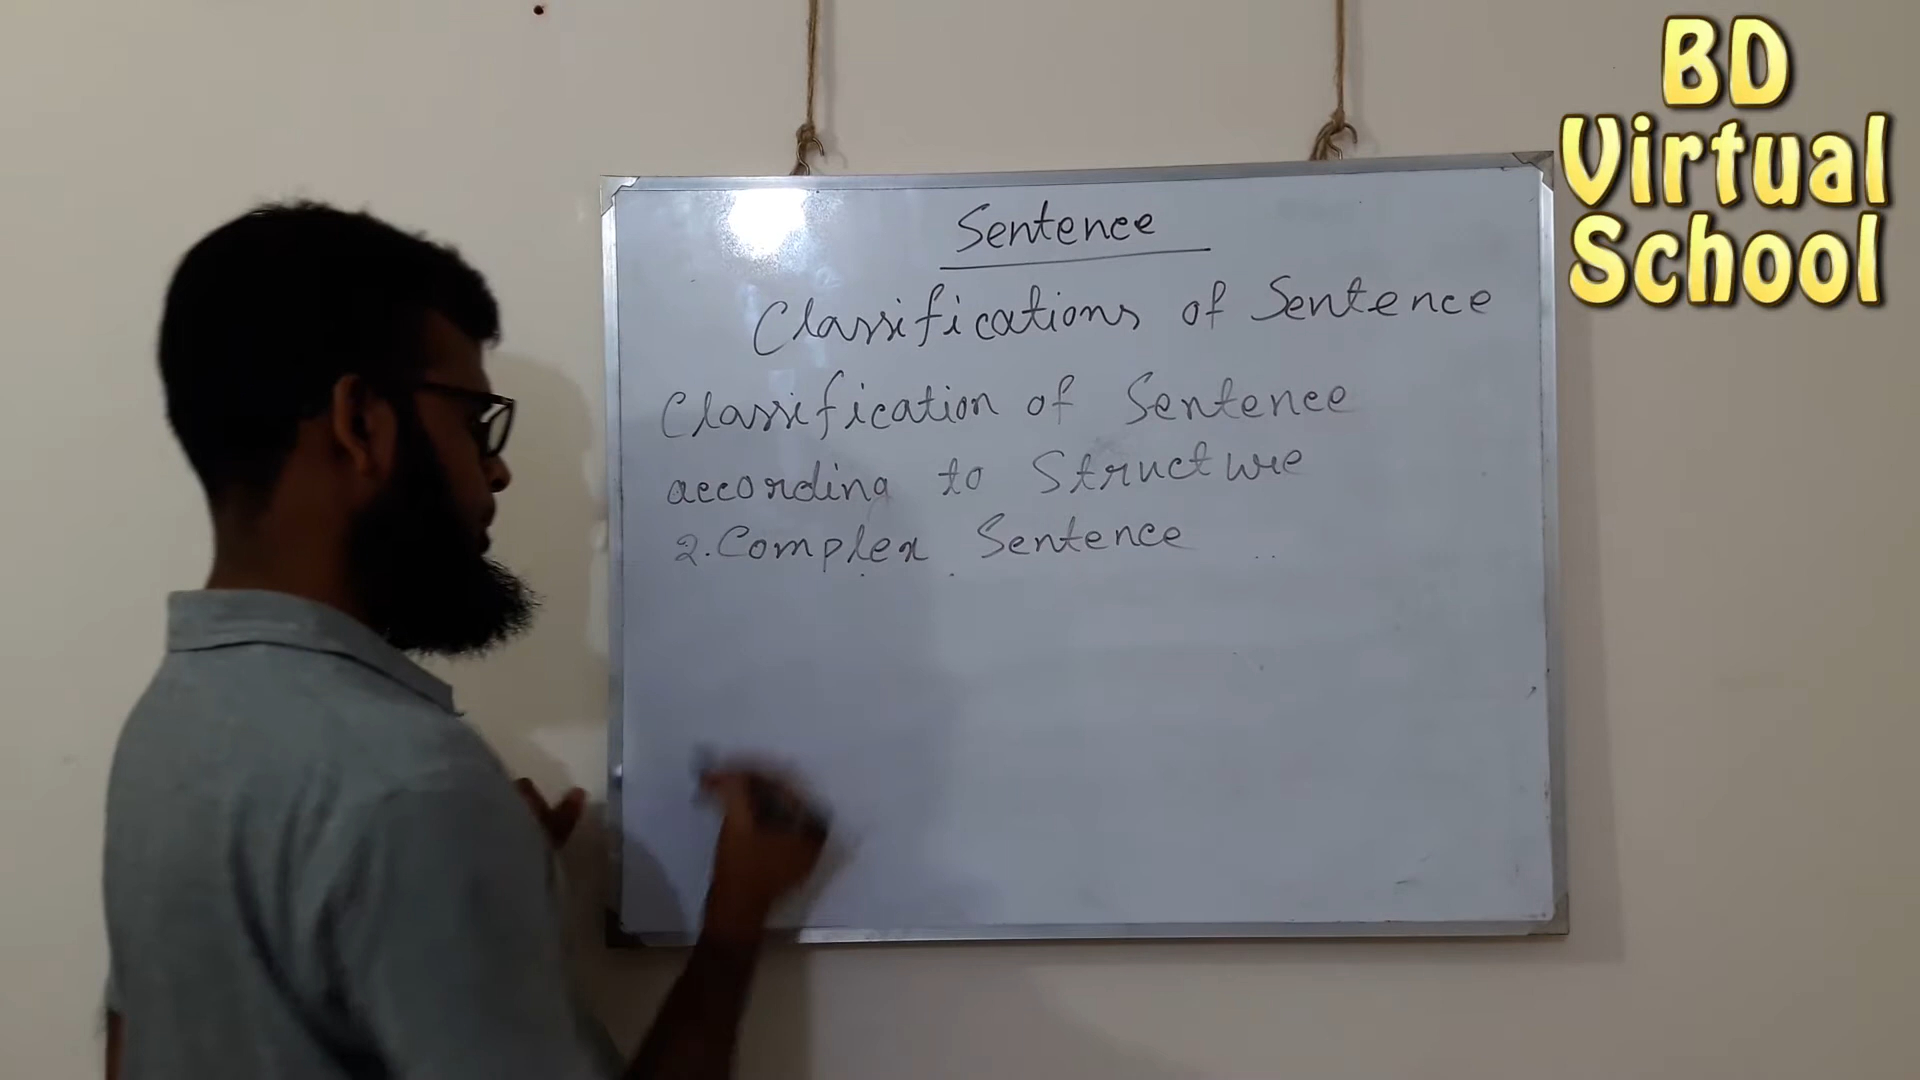 BD
Virtual
School
Sentence
Classifications of Sentence
Classification of Sentence
according to Structure
2. Complex Sentence